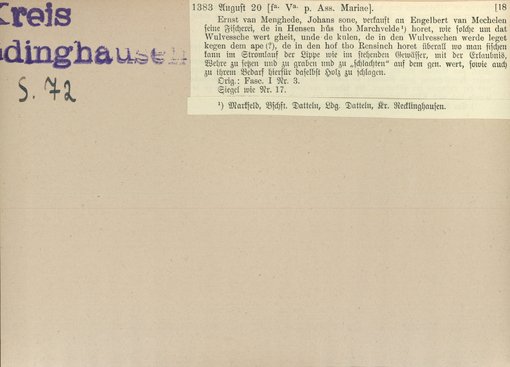 Kreis
dinghausen
S. 72
1383 August 20 [fᵃ. Vᵃ. p. Ass. Mariae]. [18
Ernst van Menghede, Johans sone, verkauft an Engelbert van Mechelen
seine Fischerei, de in Hensen hûs tho Marchvelde¹) horet, wie solche um dat
Wulvessche wert gheit, unde de kulen, de in den Wulvesschen werde leget
kegen dem ape (?), de in den hof tho Rensinch horet überall wo man fischen
kann im Stromlauf der Lippe wie im stehenden Gewässer, mit der Erlaubnis,
Wehre zu setzen und zu graben und zu „schlachten“ auf dem gen. wert, sowie auch
zu ihrem Bedarf hierfür daselbst Holz zu schlagen.
Orig.: Fasc. I Nr. 3.
Siegel wie Nr. 17.
¹) Markfeld, Bschft. Datteln, Ldg. Datteln, Kr. Recklinghausen.